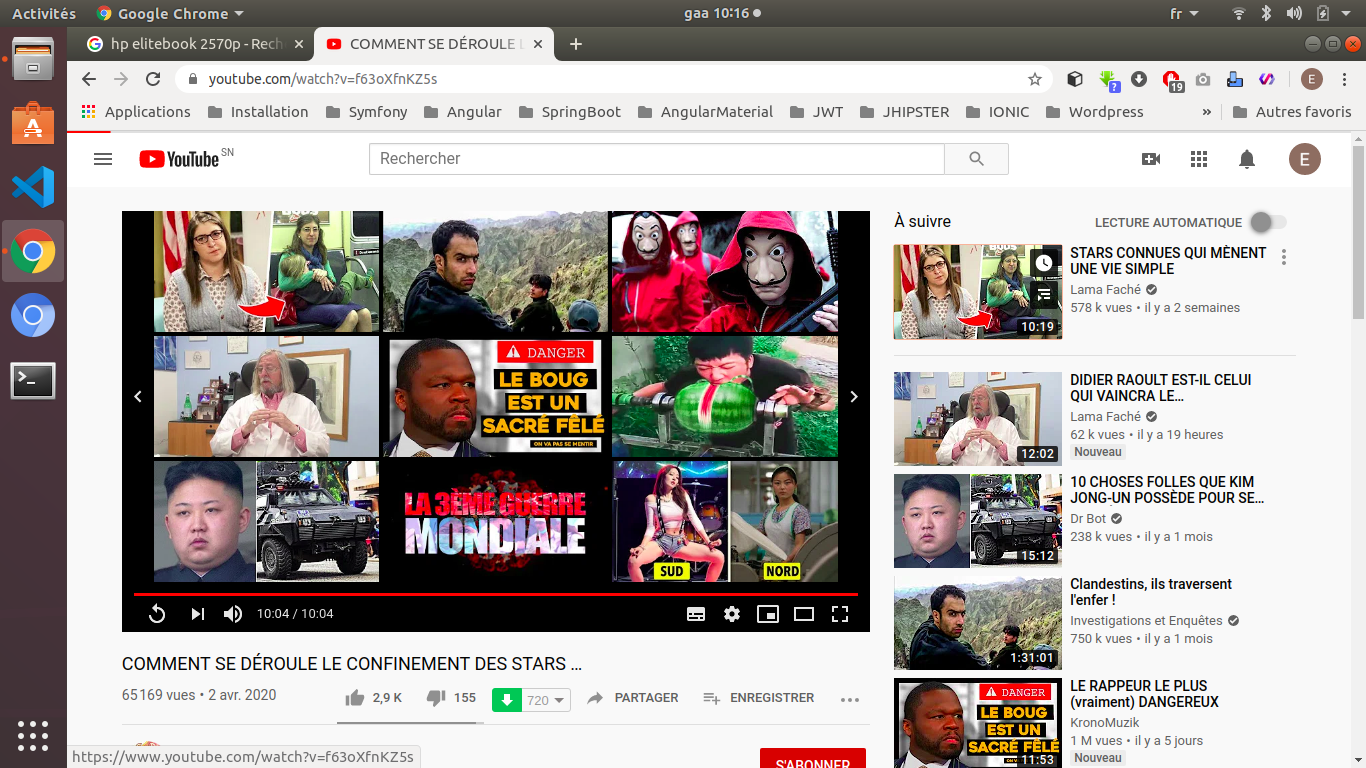 Activités
Google Chrome
gaa 10:16
fr
hp elitebook 2570p - Rech
COMMENT SE DÉROULE L
youtube.com/watch?v=f63oXfnKZ5s
?
19
E
Applications
Installation
Symfony
Angular
SpringBoot
AngularMaterial
JWT
JHIPSTER
IONIC
Wordpress
»
Autres favoris
YouTube SN
Rechercher
E
DANGER
LE BOUG
EST UN
SACRÉ FÊLÉ
ON VA PAS SE MENTIR
LA 3ÈME GUERRE
MONDIALE
SUD
NORD
10:04 / 10:04
COMMENT SE DÉROULE LE CONFINEMENT DES STARS ...
65 169 vues • 2 avr. 2020
2,9 K
155
720
PARTAGER
ENREGISTRER
S'ABONNER
https://www.youtube.com/watch?v=f63oXfnKZ5s
À suivre
LECTURE AUTOMATIQUE
10:19
STARS CONNUES QUI MÈNENT
UNE VIE SIMPLE
Lama Faché
578 k vues • il y a 2 semaines
12:02
DIDIER RAOULT EST-IL CELUI
QUI VAINCRA LE…
Lama Faché
62 k vues • il y a 19 heures
Nouveau
15:12
10 CHOSES FOLLES QUE KIM
JONG-UN POSSÈDE POUR SE…
Dr Bot
238 k vues • il y a 1 mois
1:31:01
Clandestins, ils traversent
l'enfer !
Investigations et Enquêtes
750 k vues • il y a 1 mois
DANGER
LE BOUG
EST UN
SACRÉ FÊLÉ
11:53
LE RAPPEUR LE PLUS
(vraiment) DANGEREUX
KronoMuzik
1 M vues • il y a 5 jours
Nouveau